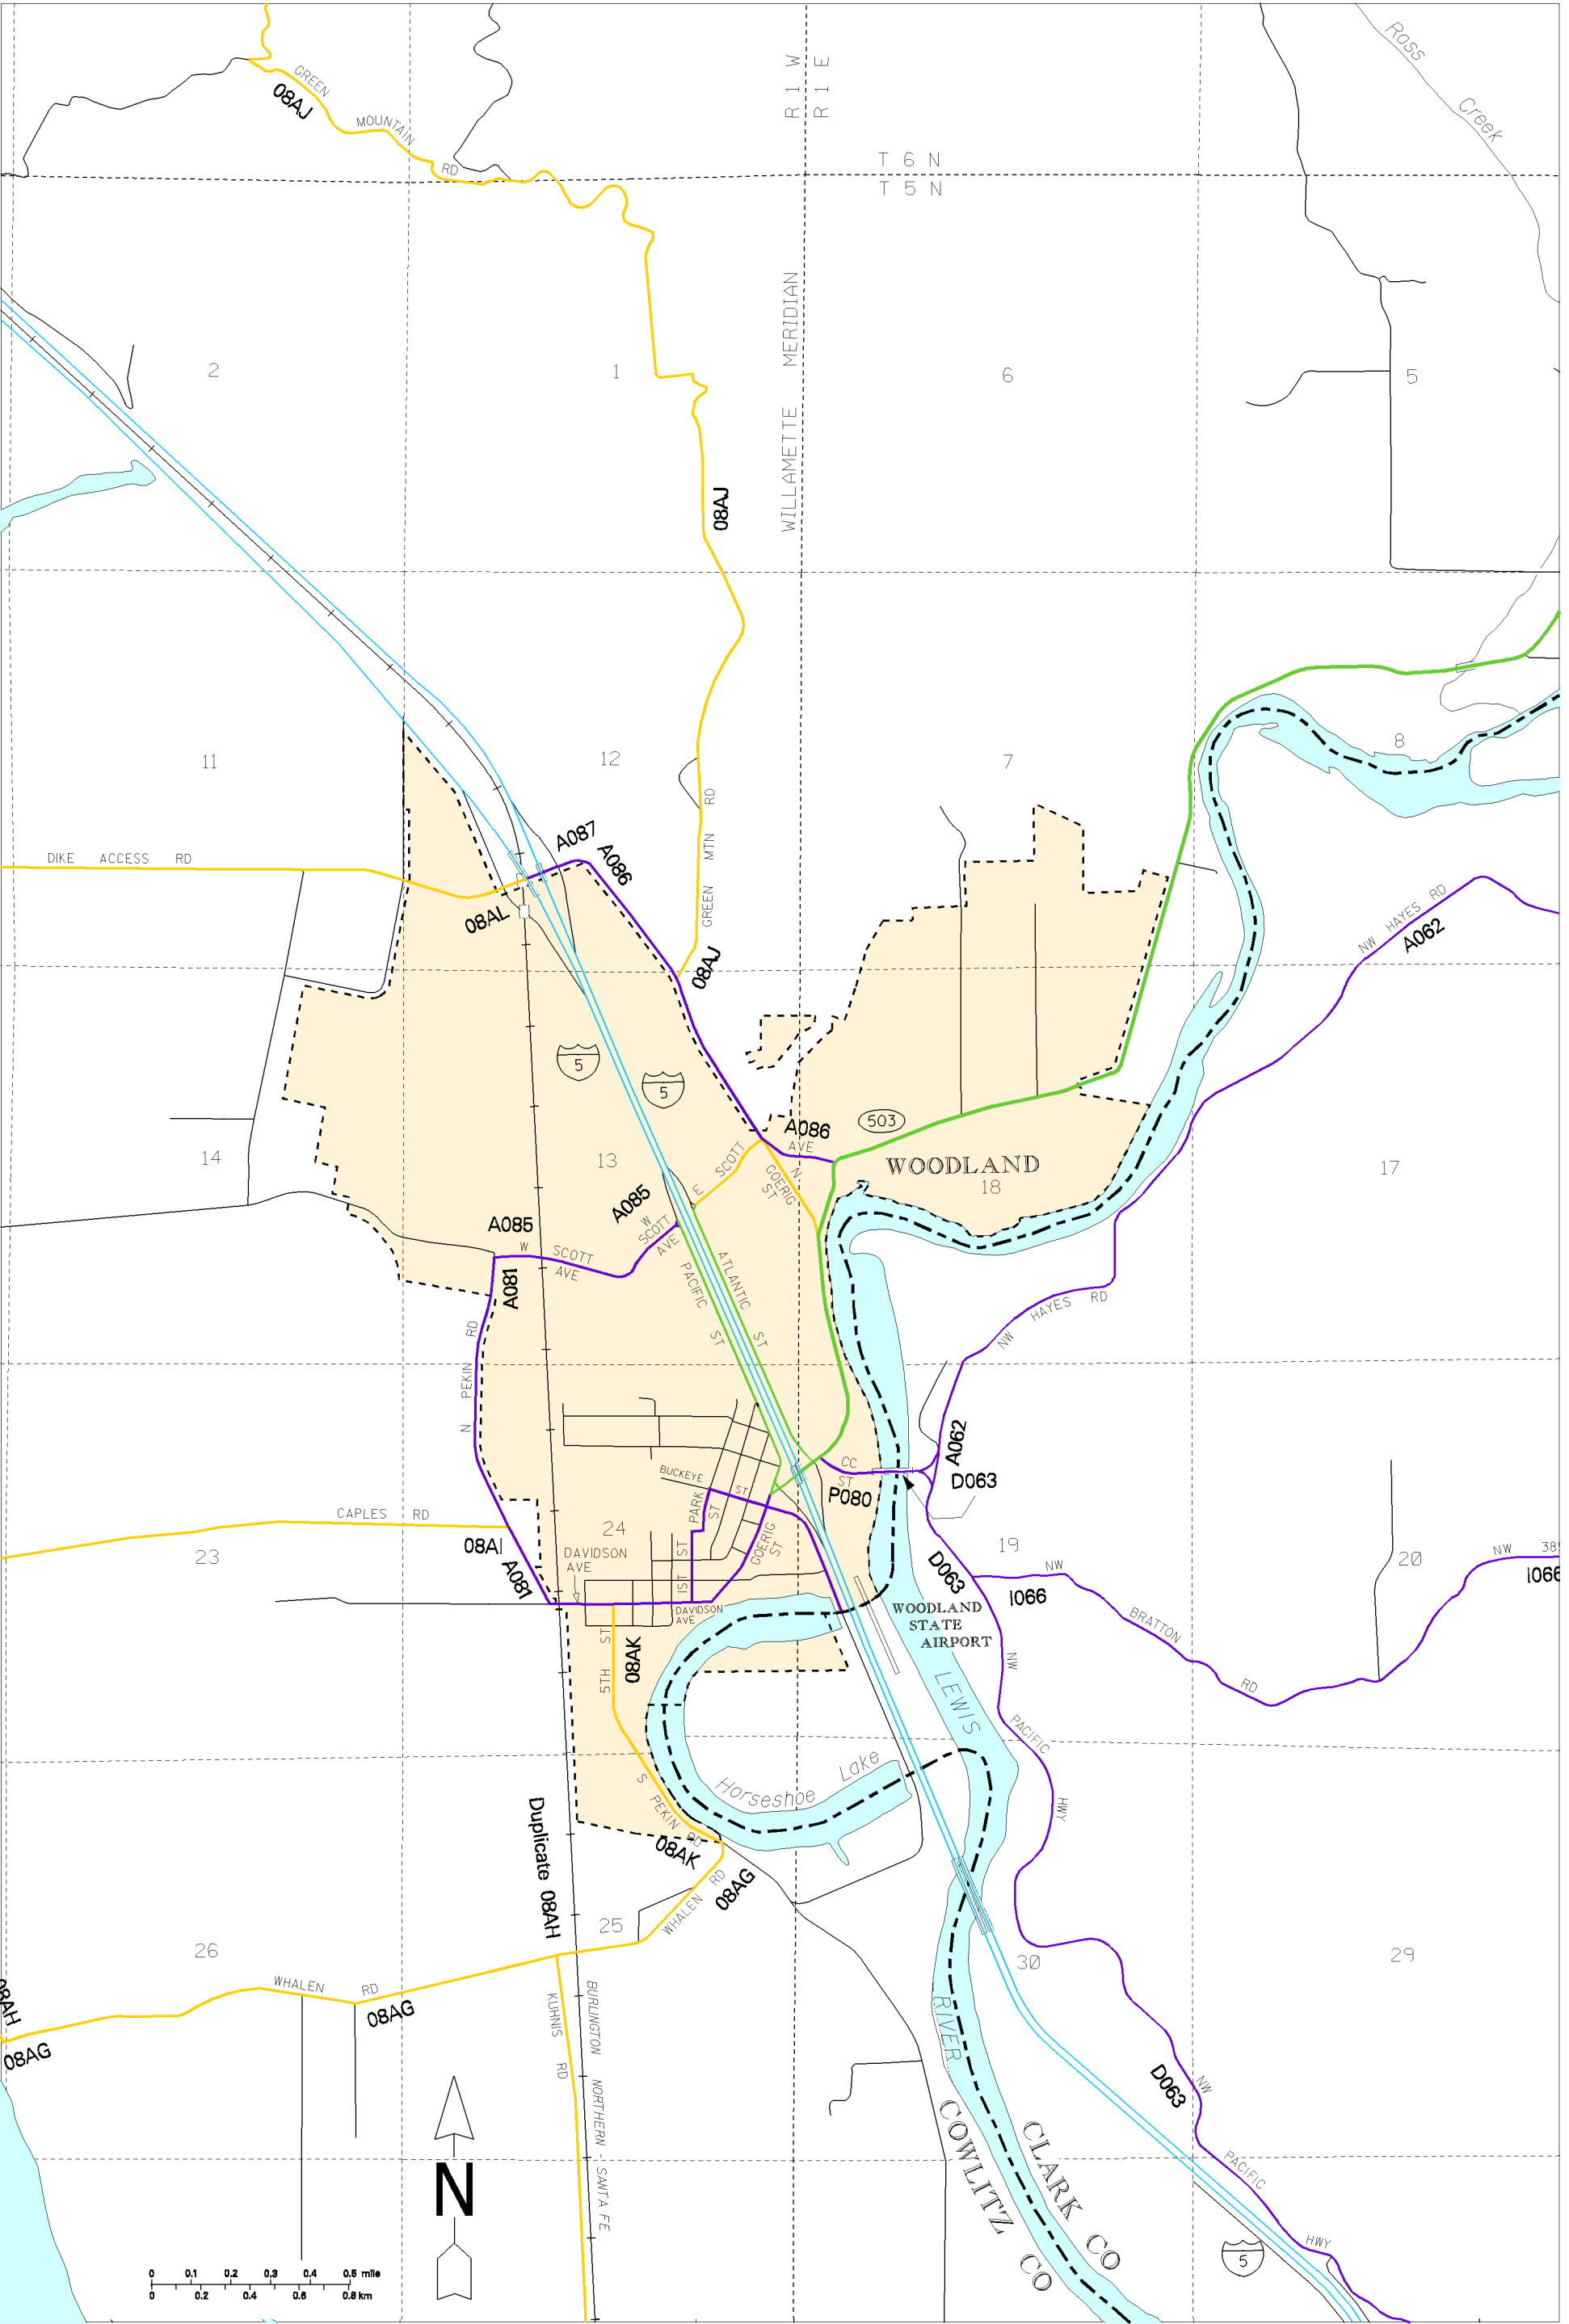 Ross
Creek
R 1 W
R 1 E
GREEN
MOUNTAIN
RD
08AJ
T 6 N
T 5 N
WILLAMETTE MERIDIAN
2
1
6
5
08AJ
11
12
7
8
GREEN MTN RD
DIKE ACCESS RD
A087
A086
08AL
08AJ
NW HAYES RD
A062
5
5
503
A086
AVE
WOODLAND
18
14
13
17
E SCOTT
N
GOERIG
ST
A085
A085
W
SCOTT
AVE
W
SCOTT
AVE
A081
N PEKIN RD
PACIFIC ST
ATLANTIC ST
NW HAYES RD
A062
D063
CC
ST
P080
BUCKEYE ST
PARK
ST
GOERIG
ST
1ST ST
CAPLES RD
08AI
A081
23
24
DAVIDSON
AVE
DAVIDSON
AVE
19
20
D063
NW
I066
BRATTON
RD
NW
I066
WOODLAND
STATE
AIRPORT
5TH ST
08AK
LEWIS
NW
PACIFIC
HWY
Horseshoe Lake
S PEKIN RD
08AK
08AG
WHALEN RD
Duplicate 08AH
25
26
30
29
WHALEN RD
08AG
08AH
08AG
KUHNIS RD
BURLINGTON NORTHERN - SANTA FE
RIVER
D063
NW
PACIFIC
HWY
CLARK CO
COWLITZ CO
5
N
0 0.1 0.2 0.3 0.4 0.5 mile
0 0.2 0.4 0.6 0.8 km